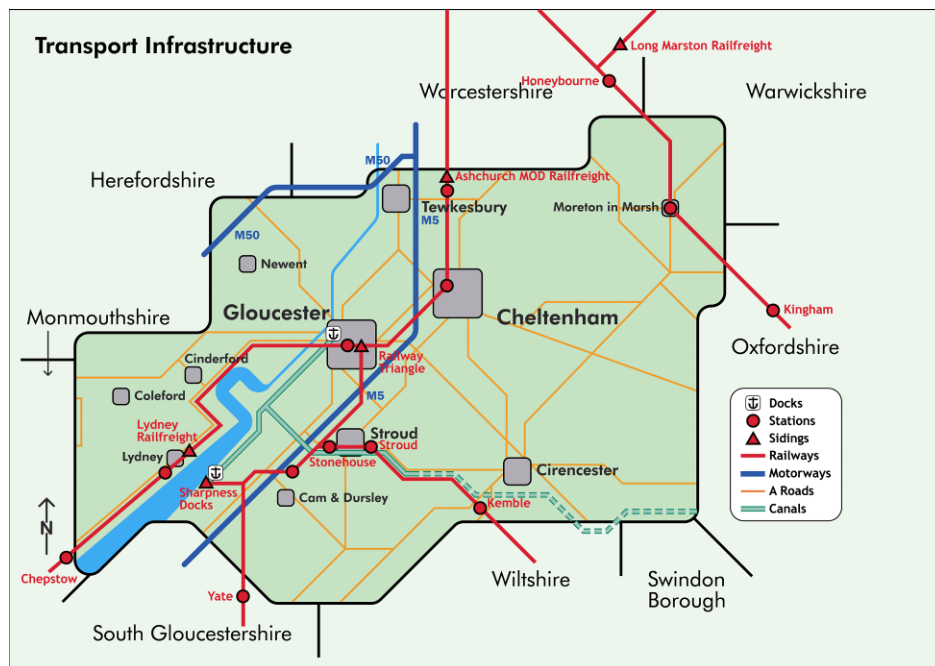 Transport Infrastructure
Long Marston Railfreight
Honeybourne
Worcestershire
Warwickshire
M50
Herefordshire
Ashchurch MOD Railfreight
Tewkesbury
Moreton in Marsh
M5
M50
Newent
Gloucester
Cheltenham
Kingham
Monmouthshire
Oxfordshire
Cinderford
Railway
Triangle
Coleford
M5
Docks
Stations
Sidings
Railways
Motorways
A Roads
Canals
Lydney
Railfreight
Stroud
Stroud
Lydney
Stonehouse
Cirencester
Sharpness
Docks
Cam & Dursley
Kemble
N
Chepstow
Wiltshire
Swindon
Borough
Yate
South Gloucestershire